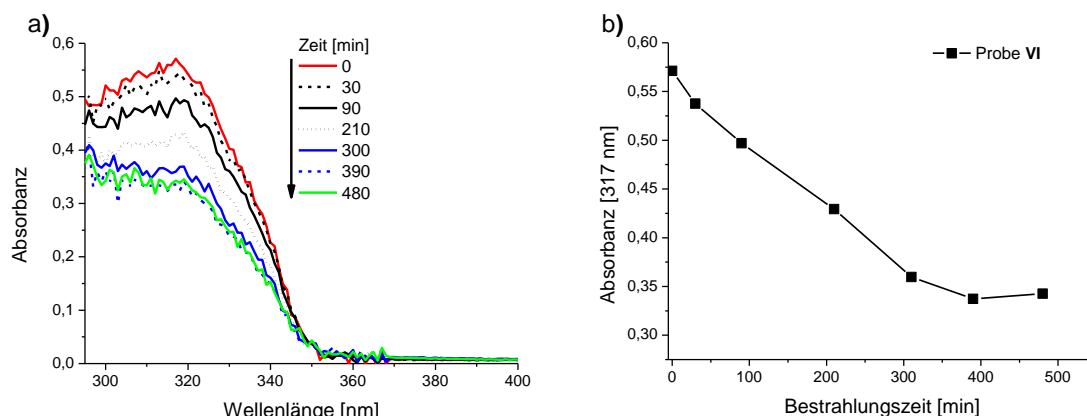 a)
0,6
0,5
0,4
0,3
0,2
0,1
0,0
Absorbanz
300 320 340 360 380 400
Wellenlänge [nm]
Zeit [min]
0
30
90
210
300
390
480
b)
0,60
0,55
0,50
0,45
0,40
0,35
0,30
Absorbanz [317 nm]
0 100 200 300 400 500
Bestrahlungszeit [min]
Probe VI